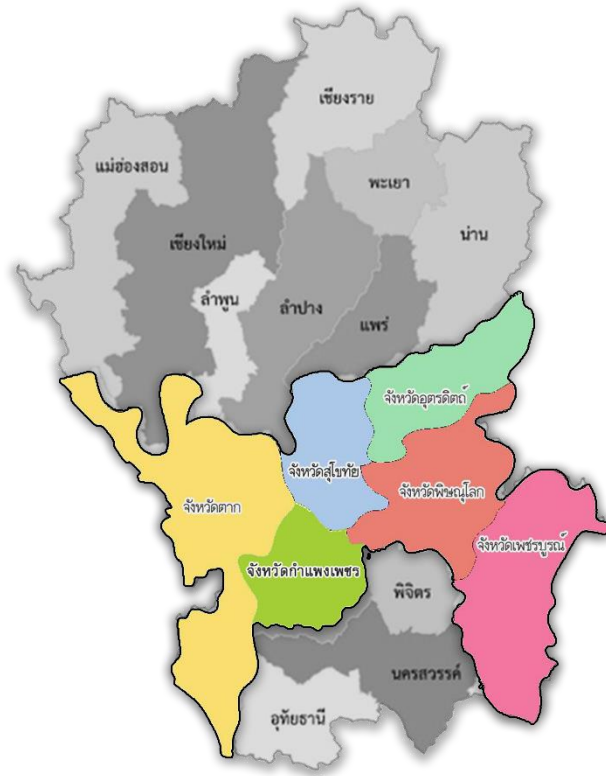 เชียงราย
แม่ฮ่องสอน
พะเยา
เชียงใหม่
น่าน
ลำพูน
ลำปาง
แพร่
จังหวัดอุตรดิตถ์
จังหวัดสุโขทัย
จังหวัดพิษณุโลก
จังหวัดตาก
จังหวัดเพชรบูรณ์
จังหวัดกำแพงเพชร
พิจิตร
นครสวรรค์
อุทัยธานี